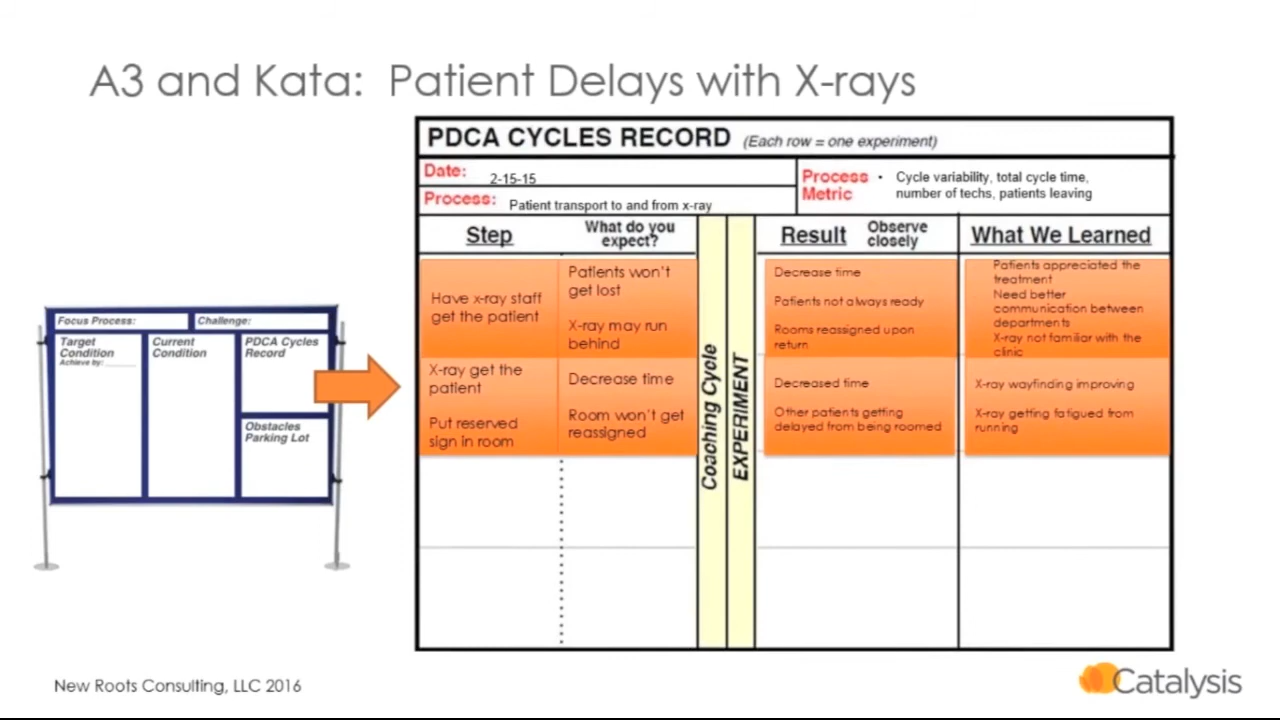 A3 and Kata: Patient Delays with X-rays
PDCA CYCLES RECORD (Each row = one experiment)
Date: 2-15-15
Process: Patient transport to and from x-ray
Process
Metric
• Cycle variability, total cycle time,
number of techs, patients leaving
Step
What do you
expect?
Coaching Cycle
EXPERIMENT
Result
Observe
closely
What We Learned
Have x-ray staff
get the patient
Patients won't
get lost
X-ray may run
behind
Decrease time
Patients not always ready
Rooms reassigned upon
return
Patients appreciated the
treatment
Need better
communication between
departments
X-ray not familiar with the
clinic
X-ray get the
patient
Put reserved
sign in room
Decrease time
Room won't get
reassigned
Decreased time
Other patients getting
delayed from being roomed
X-ray wayfinding improving
X-ray getting fatigued from
running
Focus Process:
Challenge:
Target
Condition
Achieve by: ______
Current
Condition
PDCA Cycles
Record
Obstacles
Parking Lot
New Roots Consulting, LLC 2016
Catalysis